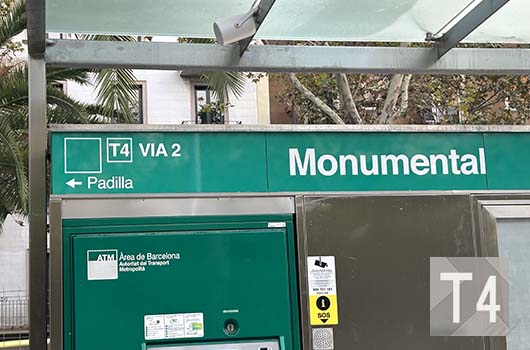 T4 VIA 2
← Padilla
Monumental
ATM
Àrea de Barcelona
Autoritat del Transport
Metropolità
i
SOS
T4